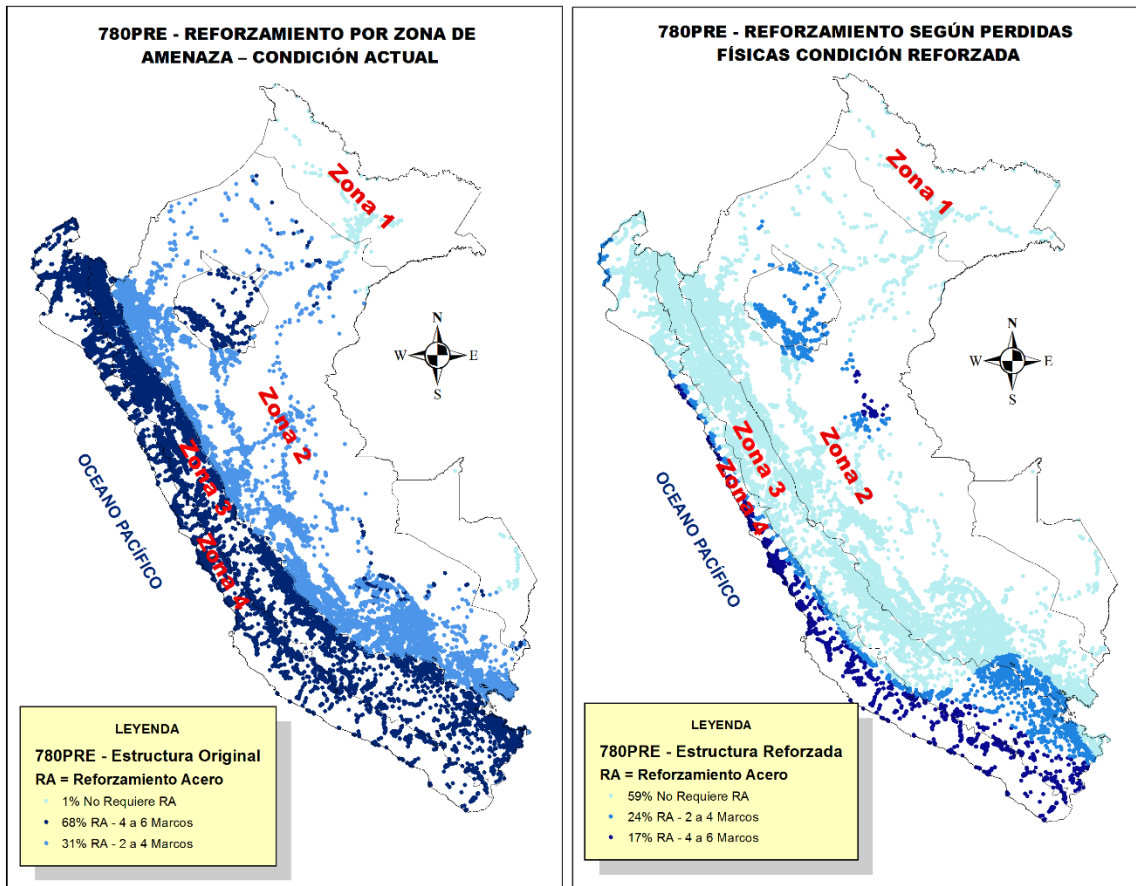 780PRE - REFORZAMIENTO POR ZONA DE
AMENAZA – CONDICIÓN ACTUAL
Zona 1
Zona 2
Zona 3
Zona 4
N
W
E
S
OCEANO PACÍFICO
LEYENDA
780PRE - Estructura Original
RA = Reforzamiento Acero
1% No Requiere RA
68% RA - 4 a 6 Marcos
31% RA - 2 a 4 Marcos
780PRE - REFORZAMIENTO SEGÚN PERDIDAS
FÍSICAS CONDICIÓN REFORZADA
Zona 1
Zona 2
Zona 3
Zona 4
N
W
E
S
OCEANO PACÍFICO
LEYENDA
780PRE - Estructura Reforzada
RA = Reforzamiento Acero
59% No Requiere RA
24% RA - 2 a 4 Marcos
17% RA - 4 a 6 Marcos